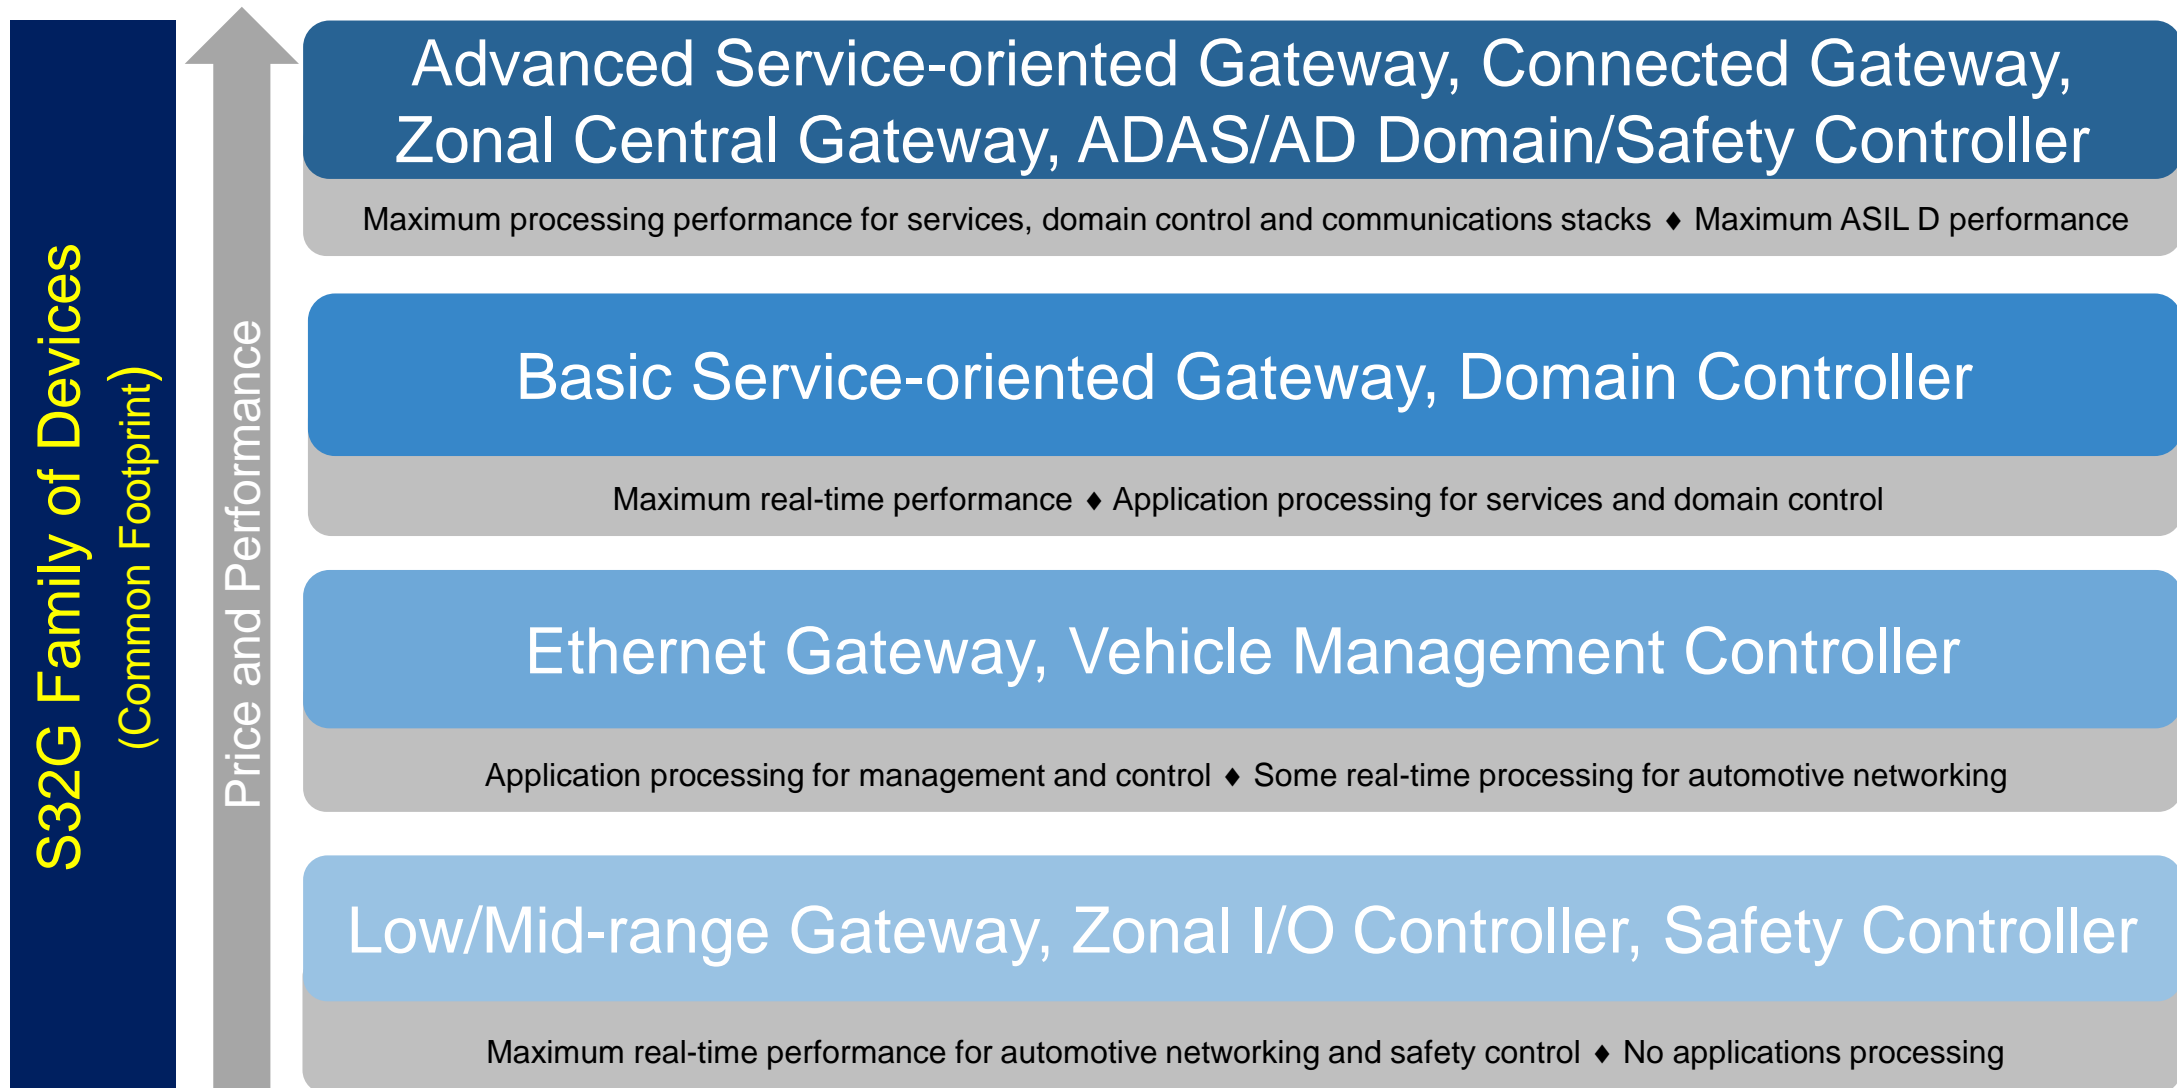 S32G Family of Devices
(Common Footprint)
Price and Performance
Advanced Service-oriented Gateway, Connected Gateway,
Zonal Central Gateway, ADAS/AD Domain/Safety Controller
Maximum processing performance for services, domain control and communications stacks ♦ Maximum ASIL D performance
Basic Service-oriented Gateway, Domain Controller
Maximum real-time performance ♦ Application processing for services and domain control
Ethernet Gateway, Vehicle Management Controller
Application processing for management and control ♦ Some real-time processing for automotive networking
Low/Mid-range Gateway, Zonal I/O Controller, Safety Controller
Maximum real-time performance for automotive networking and safety control ♦ No applications processing